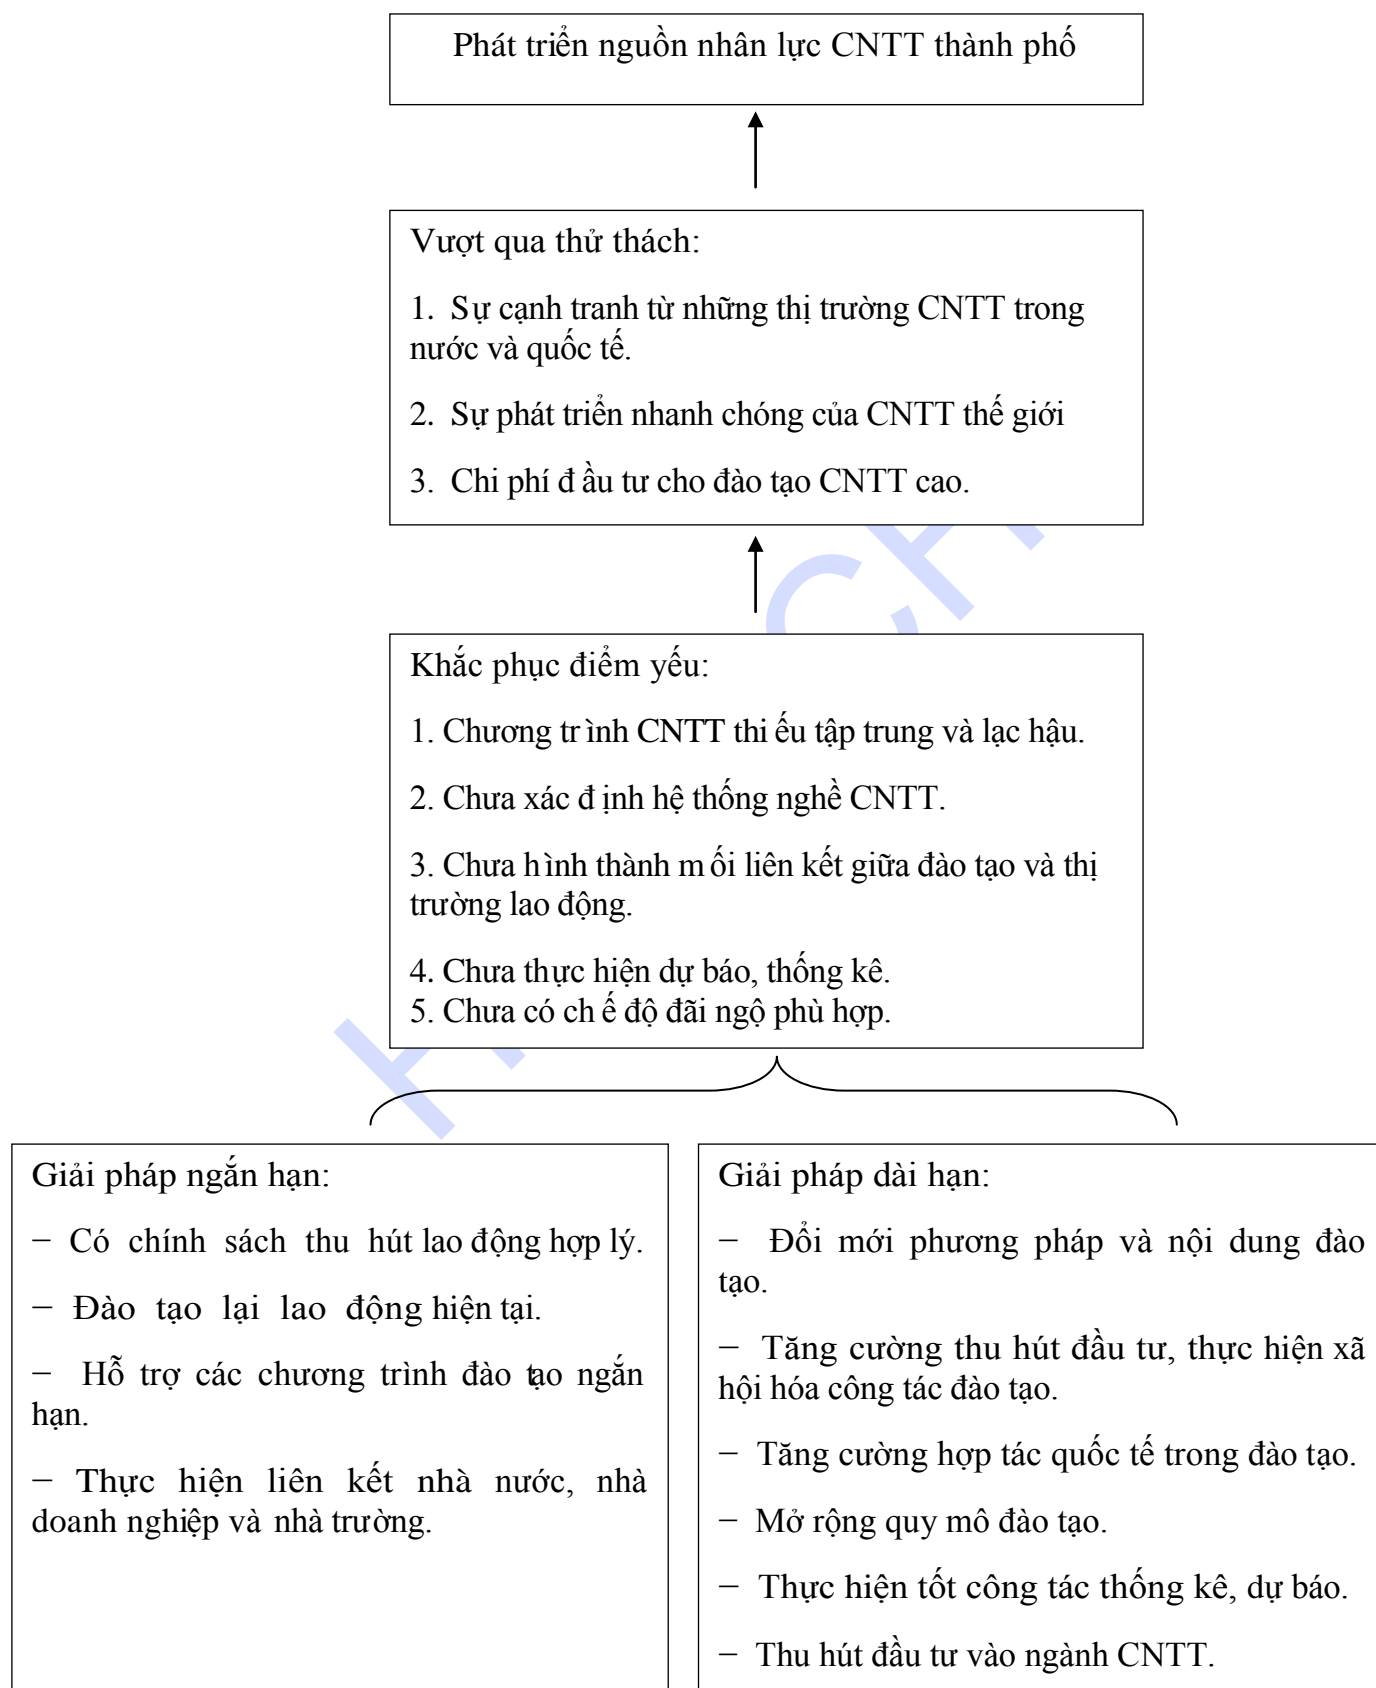 Phát triển nguồn nhân lực CNTT thành phố
Vượt qua thử thách:
1. Sự cạnh tranh từ những thị trường CNTT trong
nước và quốc tế.
2. Sự phát triển nhanh chóng của CNTT thế giới
3. Chi phí đầu tư cho đào tạo CNTT cao.
Khắc phục điểm yếu:
1. Chương trình CNTT thiếu tập trung và lạc hậu.
2. Chưa xác định hệ thống nghề CNTT.
3. Chưa hình thành mối liên kết giữa đào tạo và thị
trường lao động.
4. Chưa thực hiện dự báo, thống kê.
5. Chưa có chế độ đãi ngộ phù hợp.
Giải pháp ngắn hạn:
− Có chính sách thu hút lao động hợp lý.
− Đào tạo lại lao động hiện tại.
− Hỗ trợ các chương trình đào tạo ngắn
hạn.
− Thực hiện liên kết nhà nước, nhà
doanh nghiệp và nhà trường.
Giải pháp dài hạn:
− Đổi mới phương pháp và nội dung đào
tạo.
− Tăng cường thu hút đầu tư, thực hiện xã
hội hóa công tác đào tạo.
− Tăng cường hợp tác quốc tế trong đào tạo.
− Mở rộng quy mô đào tạo.
− Thực hiện tốt công tác thống kê, dự báo.
− Thu hút đầu tư vào ngành CNTT.